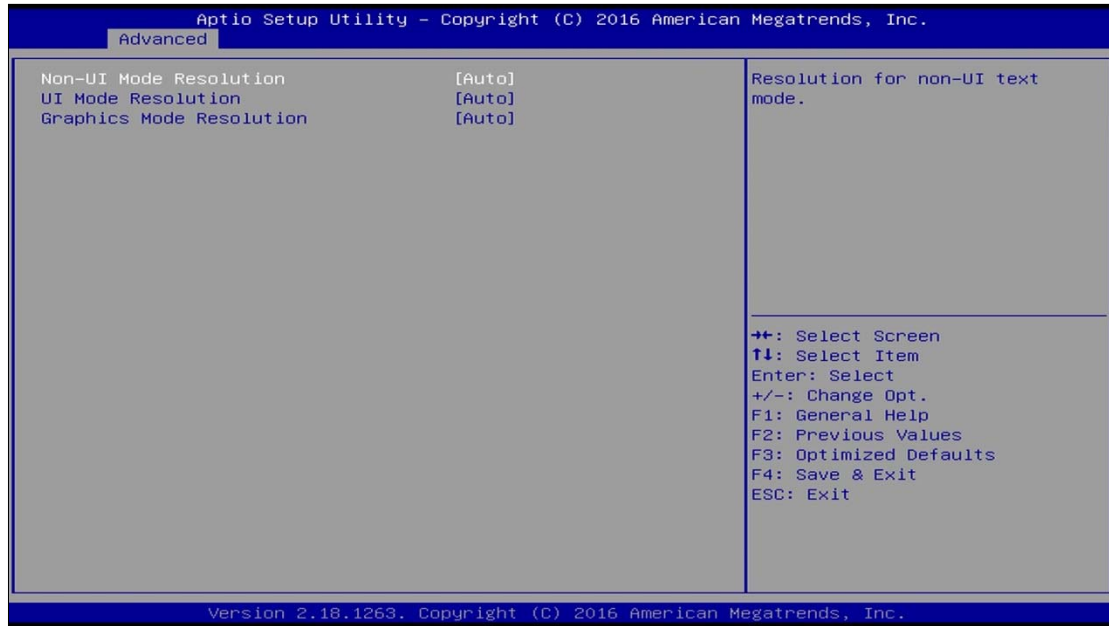 Aptio Setup Utility – Copyright (C) 2016 American Megatrends, Inc.
Advanced
Non-UI Mode Resolution [Auto]
UI Mode Resolution [Auto]
Graphics Mode Resolution [Auto]
Resolution for non-UI text
mode.
→←: Select Screen
↑↓: Select Item
Enter: Select
+/-: Change Opt.
F1: General Help
F2: Previous Values
F3: Optimized Defaults
F4: Save & Exit
ESC: Exit
Version 2.18.1263. Copyright (C) 2016 American Megatrends, Inc.